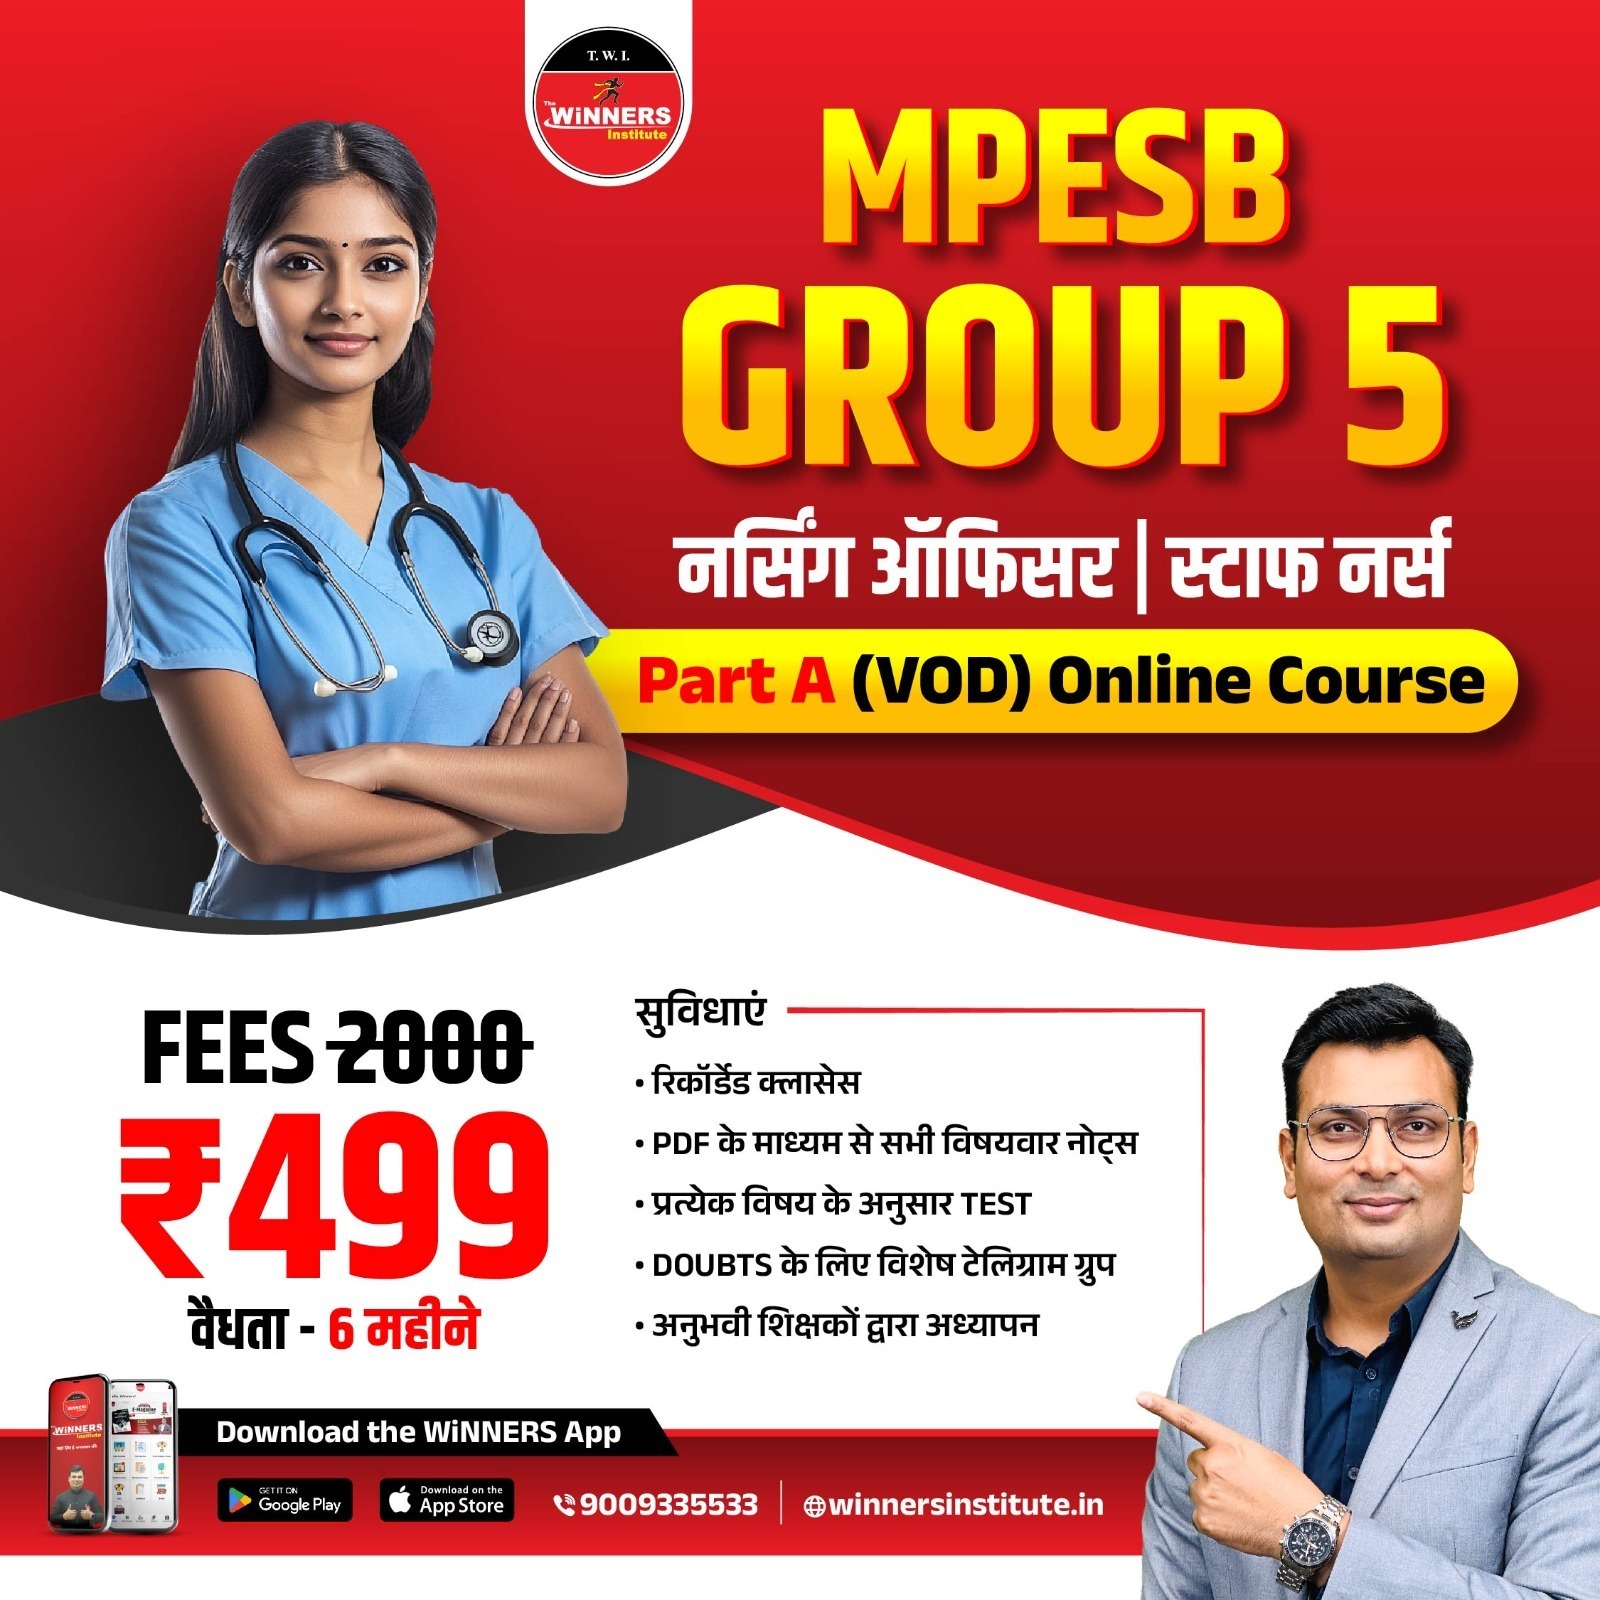 T. W. I.
The
WiNNERS
Institute
MPESB
GROUP 5
नर्सिंग ऑफिसर | स्टाफ नर्स
Part A (VOD) Online Course
FEES 2000
₹499
वैधता - 6 महीने
सुविधाएं
• रिकॉर्डेड क्लासेस
• PDF के माध्यम से सभी विषयवार नोट्स
• प्रत्येक विषय के अनुसार TEST
• DOUBTS के लिए विशेष टेलिग्राम ग्रुप
• अनुभवी शिक्षकों द्वारा अध्यापन
WiNNERS
Institute
Download the WiNNERS App
GET IT ON
Google Play
Download on the
App Store
9009335533
winnersinstitute.in